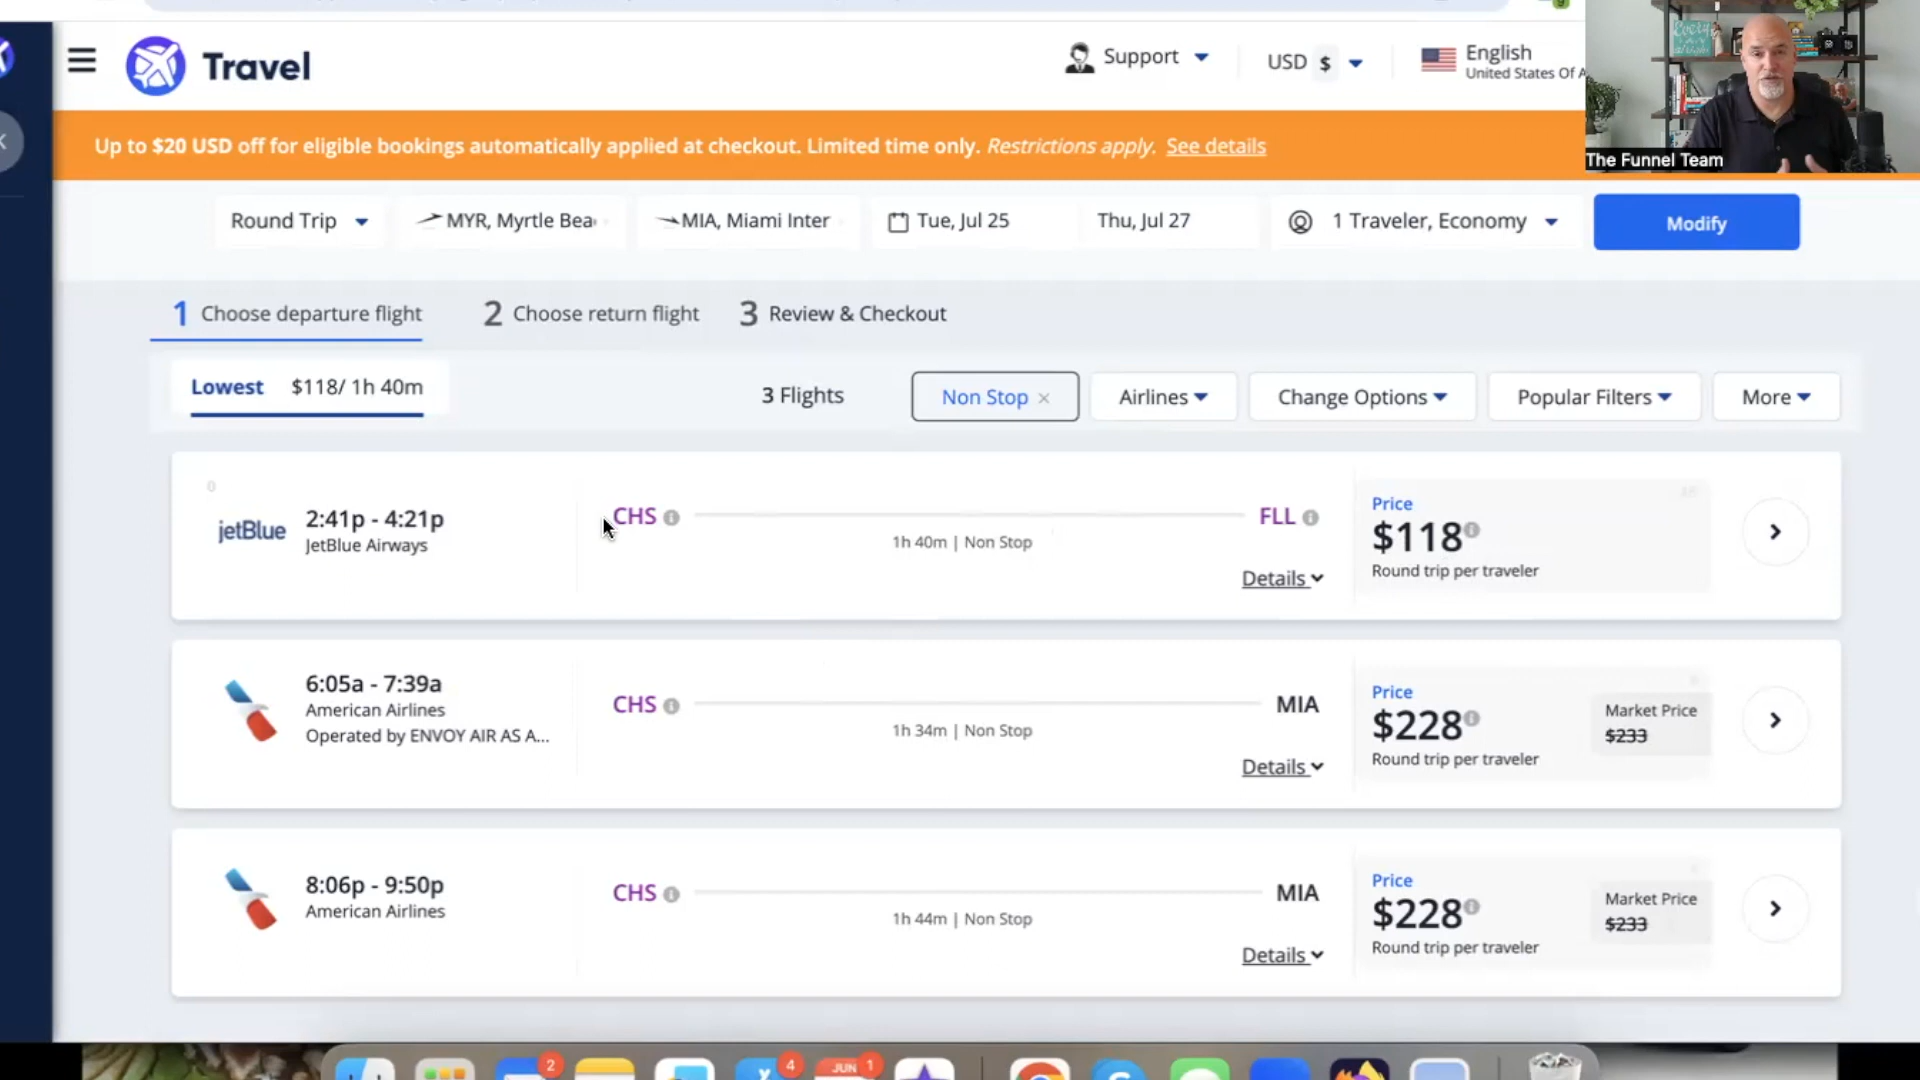 Travel
Support
USD $
English
United States Of A
The Funnel Team
Up to $20 USD off for eligible bookings automatically applied at checkout. Limited time only. Restrictions apply. See details
Round Trip
MYR, Myrtle Bea
MIA, Miami Inter
Tue, Jul 25
Thu, Jul 27
1 Traveler, Economy
Modify
1 Choose departure flight
2 Choose return flight
3 Review & Checkout
Lowest $118/ 1h 40m
3 Flights
Non Stop ×
Airlines
Change Options
Popular Filters
More
0
jetBlue
2:41p - 4:21p
JetBlue Airways
CHS
FLL
1h 40m | Non Stop
Details
Price
$118
Round trip per traveler
6:05a - 7:39a
American Airlines
Operated by ENVOY AIR AS A...
CHS
MIA
1h 34m | Non Stop
Details
Price
$228
Round trip per traveler
Market Price
$233
8:06p - 9:50p
American Airlines
CHS
MIA
1h 44m | Non Stop
Details
Price
$228
Round trip per traveler
Market Price
$233
2
4
JUN
1